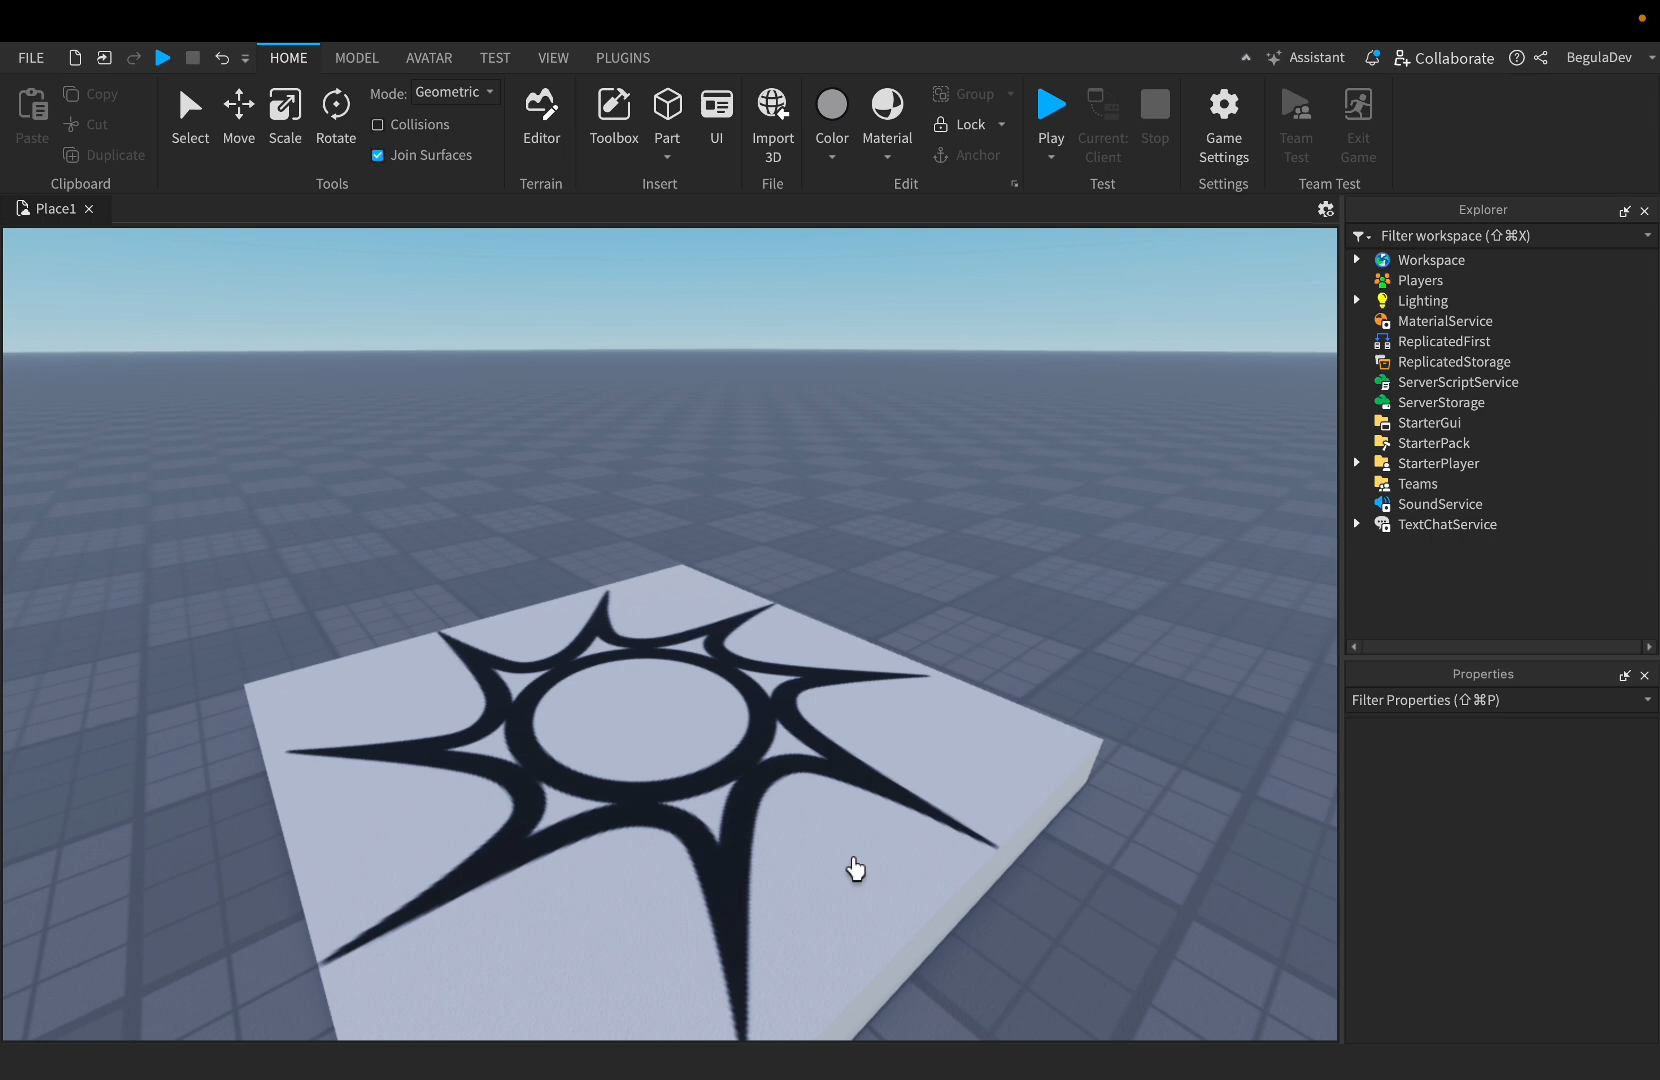 FILE HOME MODEL AVATAR TEST VIEW PLUGINS Assistant Collaborate BegulaDev
Paste Copy Cut Duplicate
Clipboard
Select Move Scale Rotate
Mode: Geometric
Collisions
Join Surfaces
Tools
Editor
Terrain
Toolbox Part UI
Insert
Import
3D
File
Color Material
Group
Lock
Anchor
Edit
Play Current:
Client
Stop
Test
Game
Settings
Settings
Team
Test
Exit
Game
Team Test
Place1
Explorer
Filter workspace (⇧⌘X)
Workspace
Players
Lighting
MaterialService
ReplicatedFirst
ReplicatedStorage
ServerScriptService
ServerStorage
StarterGui
StarterPack
StarterPlayer
Teams
SoundService
TextChatService
Properties
Filter Properties (⇧⌘P)